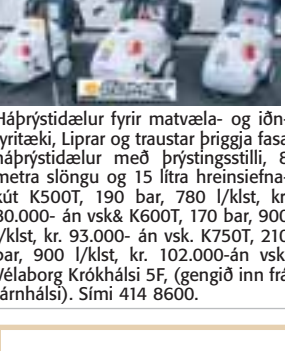 Háþrýstidælur fyrir matvæla- og iðn-
fyritæki, Liprar og traustar þriggja fasa
háþrýstidælur með þrýstingsstilli, 8
metra slöngu og 15 lítra hreinsiefna-
kút K500T, 190 bar, 780 l/klst, kr.
80.000- án vsk& K600T, 170 bar, 900
l/klst, kr. 93.000- án vsk. K750T, 210
bar, 900 l/klst, kr. 102.000-án vsk.
Vélaborg Krókhálsi 5F, (gengið inn frá
Járnhálsi). Sími 414 8600.